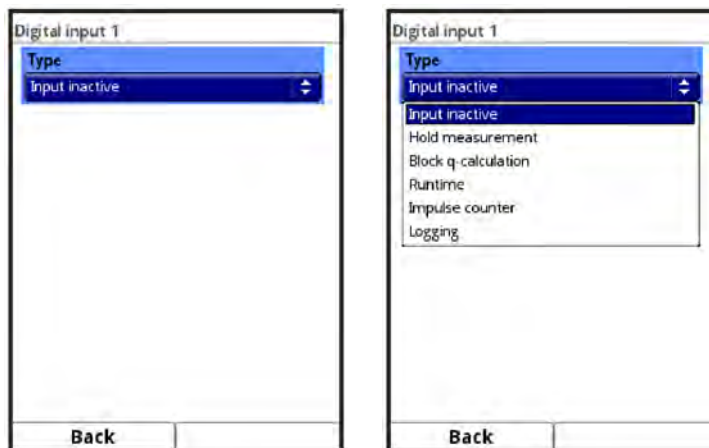 Digital input 1
Type
Input inactive
Back
Digital input 1
Type
Input inactive
Input inactive
Hold measurement
Block q-calculation
Runtime
Impulse counter
Logging
Back